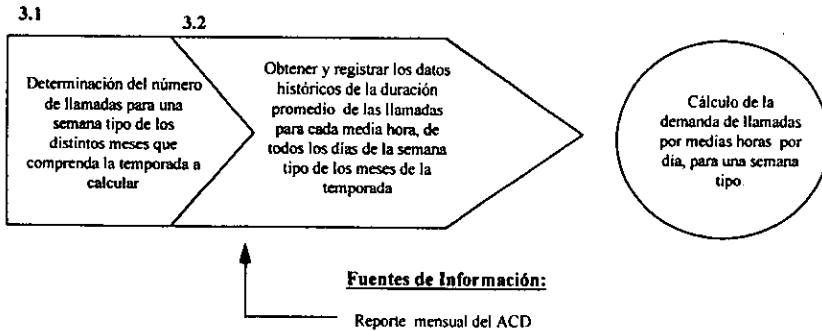 3.1
3.2
Determinación del número
de llamadas para una
semana tipo de los
distintos meses que
comprenda la temporada a
calcular
Obtener y registrar los datos
históricos de la duración
promedio de las llamadas
para cada media hora, de
todos los días de la semana
tipo de los meses de la
temporada
Cálculo de la
demanda de llamadas
por medias horas por
día, para una semana
tipo.
Fuentes de Información:
Reporte mensual del ACD